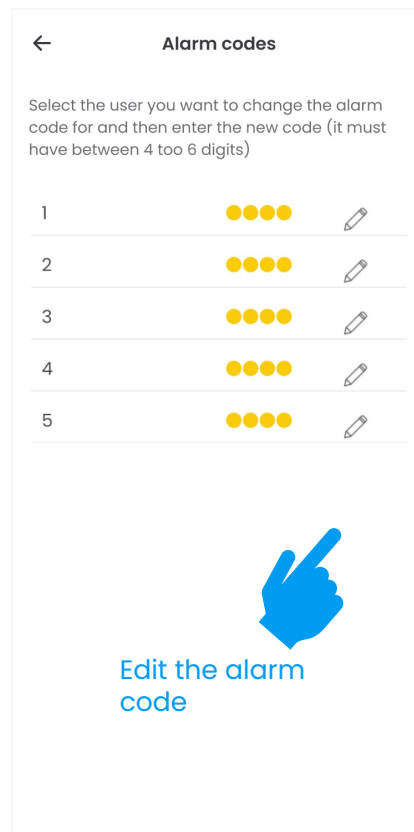 Alarm codes
Select the user you want to change the alarm
code for and then enter the new code (it must
have between 4 too 6 digits)
1
2
3
4
5
Edit the alarm
code